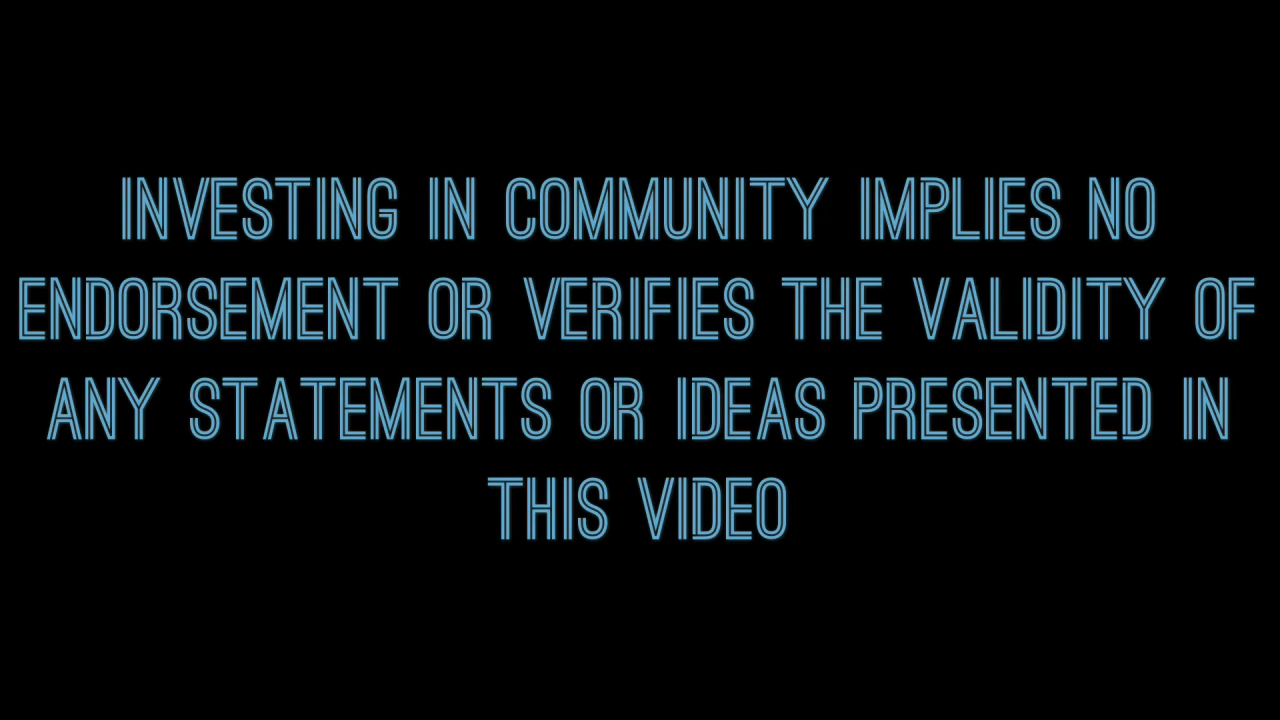 INVESTING IN COMMUNITY IMPLIES NO
ENDORSEMENT OR VERIFIES THE VALIDITY OF
ANY STATEMENTS OR IDEAS PRESENTED IN
THIS VIDEO